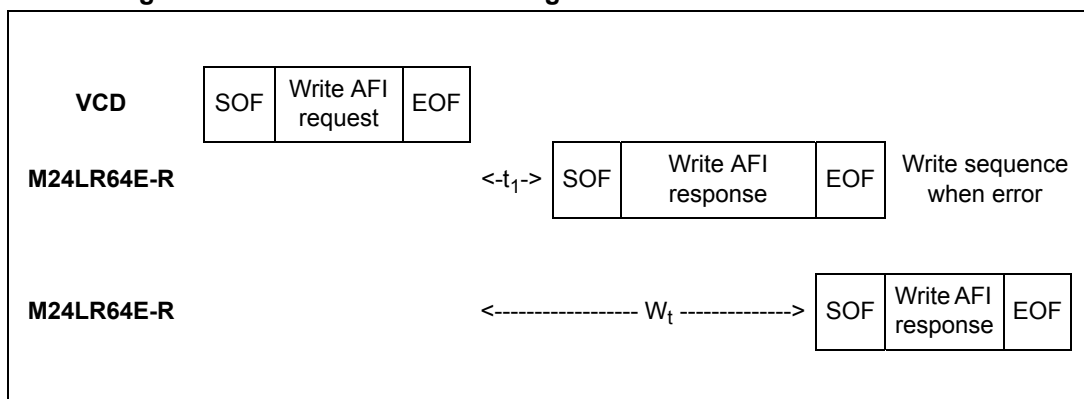 VCD SOF Write AFI request EOF
M24LR64E-R <-t1-> SOF Write AFI response EOF Write sequence when error
M24LR64E-R <------------------ Wt --------------> SOF Write AFI response EOF